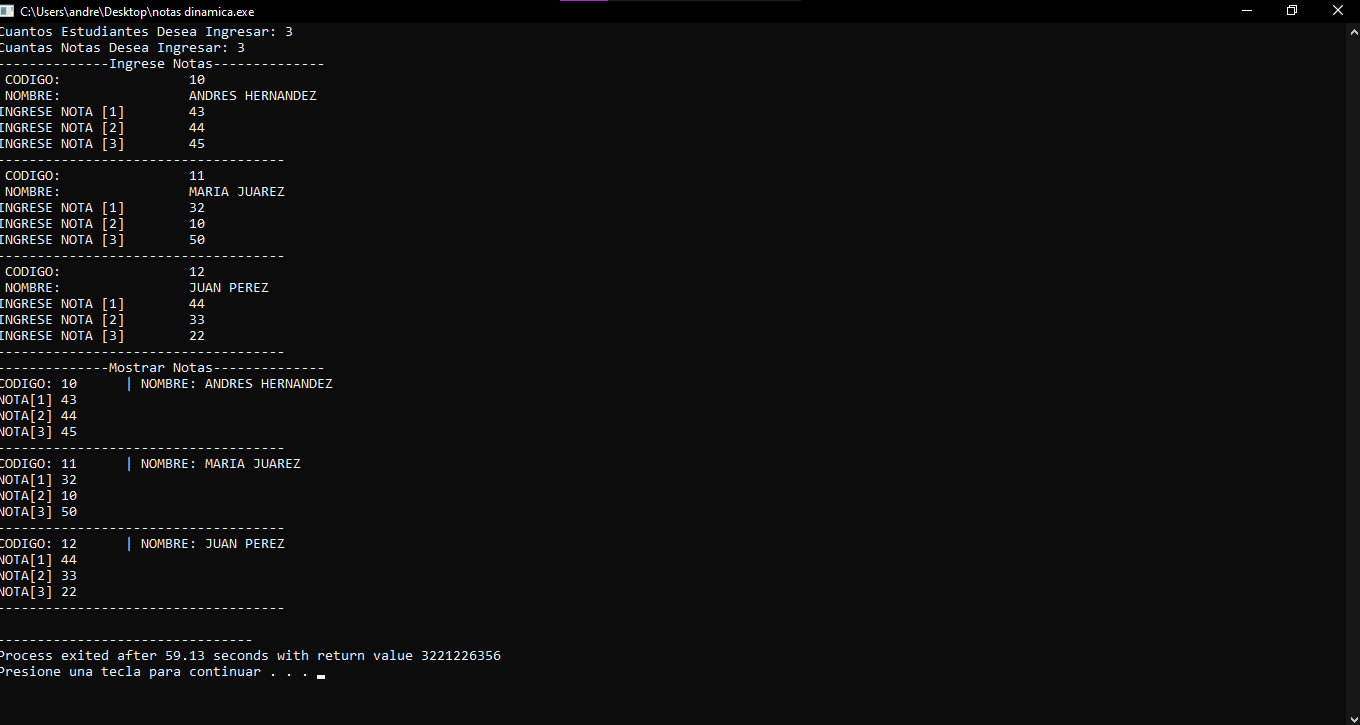 C:\Users\andre\Desktop\notas dinamica.exe
Cuantos Estudiantes Desea Ingresar: 3
Cuantas Notas Desea Ingresar: 3
--------------Ingrese Notas--------------
CODIGO: 10
NOMBRE: ANDRES HERNANDEZ
INGRESE NOTA [1] 43
INGRESE NOTA [2] 44
INGRESE NOTA [3] 45
------------------------------------
CODIGO: 11
NOMBRE: MARIA JUAREZ
INGRESE NOTA [1] 32
INGRESE NOTA [2] 10
INGRESE NOTA [3] 50
------------------------------------
CODIGO: 12
NOMBRE: JUAN PEREZ
INGRESE NOTA [1] 44
INGRESE NOTA [2] 33
INGRESE NOTA [3] 22
------------------------------------
--------------Mostrar Notas--------------
CODIGO: 10 | NOMBRE: ANDRES HERNANDEZ
NOTA[1] 43
NOTA[2] 44
NOTA[3] 45
------------------------------------
CODIGO: 11 | NOMBRE: MARIA JUAREZ
NOTA[1] 32
NOTA[2] 10
NOTA[3] 50
------------------------------------
CODIGO: 12 | NOMBRE: JUAN PEREZ
NOTA[1] 44
NOTA[2] 33
NOTA[3] 22
------------------------------------
--------------------------------
Process exited after 59.13 seconds with return value 3221226356
Presione una tecla para continuar . . .